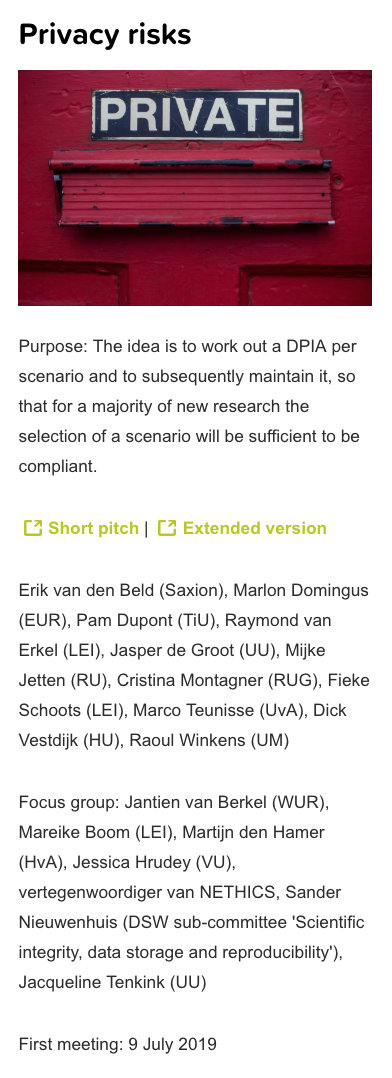 Privacy risks
PRIVATE
Purpose: The idea is to work out a DPIA per
scenario and to subsequently maintain it, so
that for a majority of new research the
selection of a scenario will be sufficient to be
compliant.
Short pitch | Extended version
Erik van den Beld (Saxion), Marlon Domingus
(EUR), Pam Dupont (TiU), Raymond van
Erkel (LEI), Jasper de Groot (UU), Mijke
Jetten (RU), Cristina Montagner (RUG), Fieke
Schoots (LEI), Marco Teunisse (UvA), Dick
Vestdijk (HU), Raoul Winkens (UM)
Focus group: Jantien van Berkel (WUR),
Mareike Boom (LEI), Martijn den Hamer
(HvA), Jessica Hrudey (VU),
vertegenwoordiger van NETHICS, Sander
Nieuwenhuis (DSW sub-committee 'Scientific
integrity, data storage and reproducibility'),
Jacqueline Tenkink (UU)
First meeting: 9 July 2019